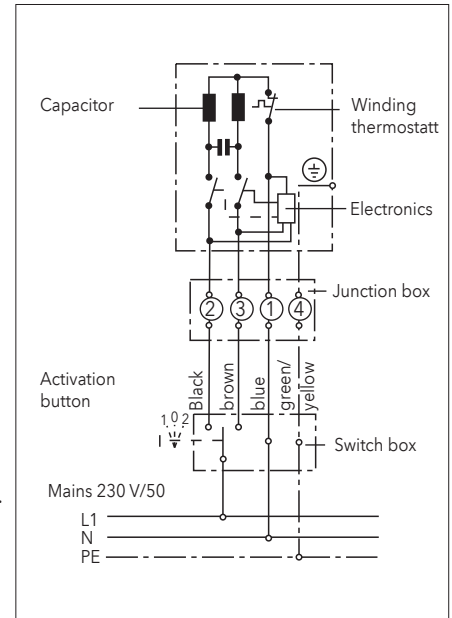 Capacitor
Winding
thermostatt
Electronics
Junction box
2 3 1 4
Black
brown
blue
green/
yellow
Activation
button
1 0 2
Switch box
Mains 230 V/50
L1
N
PE